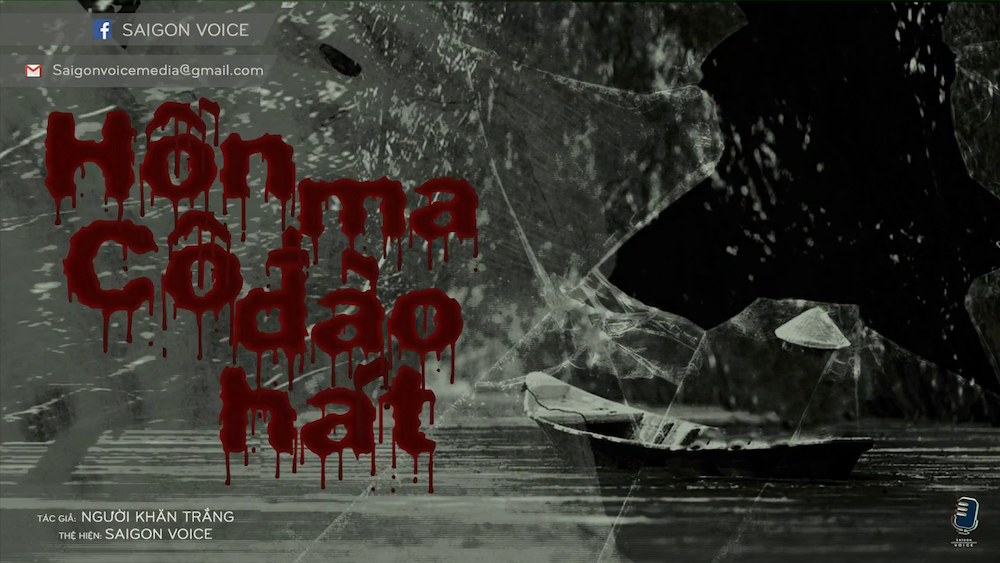 SAIGON VOICE
Saigonvoicemedia@gmail.com
Hồn
ma
Cô đào
hát
TÁC GIẢ: NGƯỜI KHĂN TRẮNG
THỂ HIỆN: SAIGON VOICE
SAIGON
VOICE